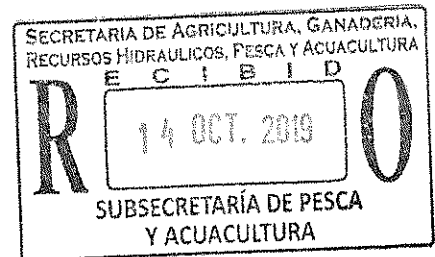 SECRETARIA DE AGRICULTURA, GANADERIA,
RECURSOS HIDRAULICOS, PESCA Y ACUACULTURA
R E C I B I D O
14 OCT. 2019
SUBSECRETARÍA DE PESCA
Y ACUACULTURA